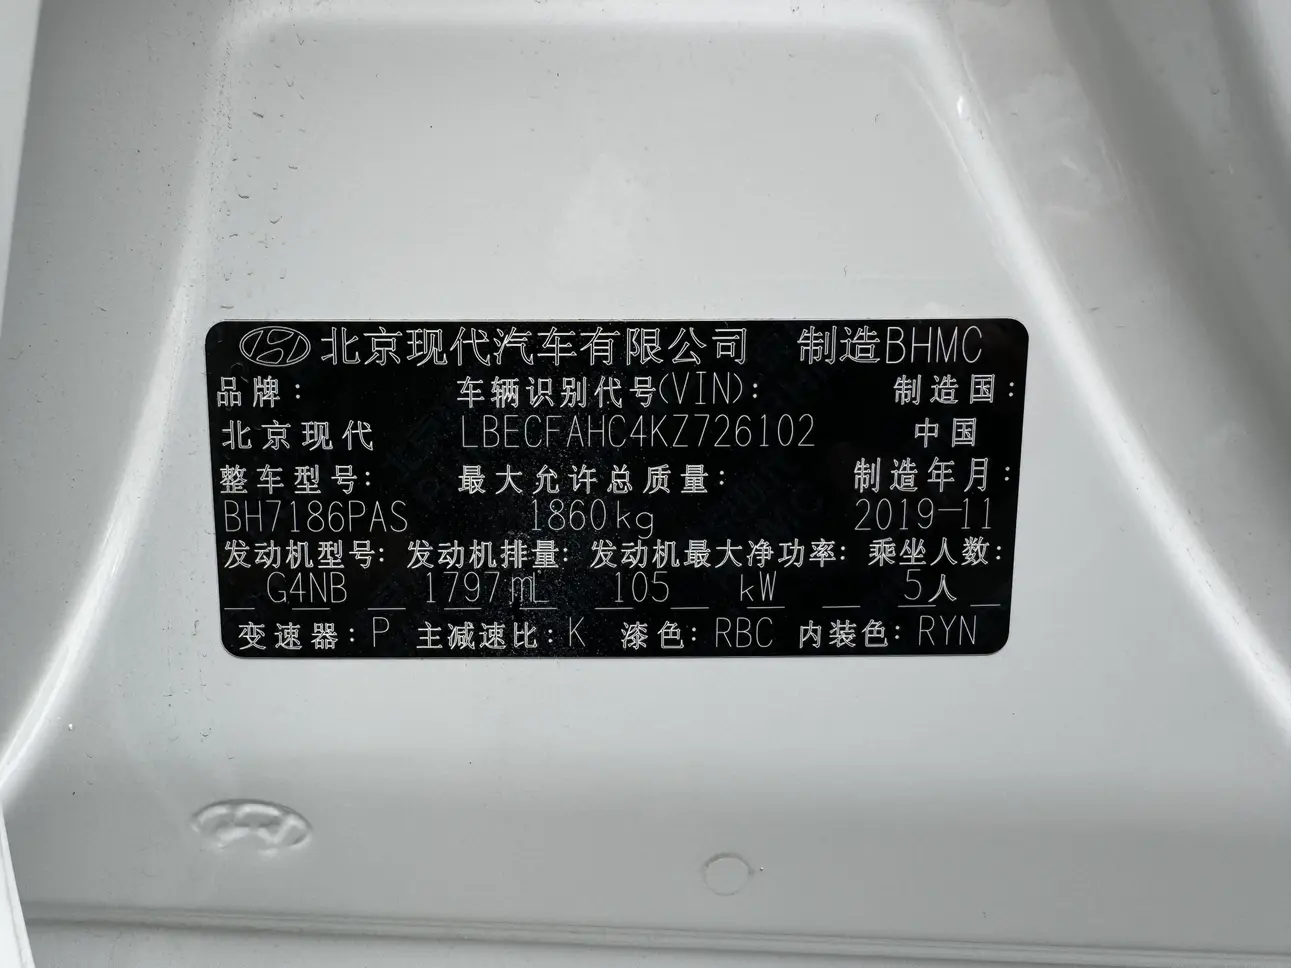 北京现代汽车有限公司 制造BHMC
品牌： 车辆识别代号(VIN)： 制造国：
北京现代 LBECFAHC4KZ726102 中国
整车型号： 最大允许总质量： 制造年月：
BH7186PAS 1860kg 2019-11
发动机型号： 发动机排量： 发动机最大净功率： 乘坐人数：
G4NB 1797mL 105 kW 5人
变速器：P 主减速比：K 漆色：RBC 内装色：RYN